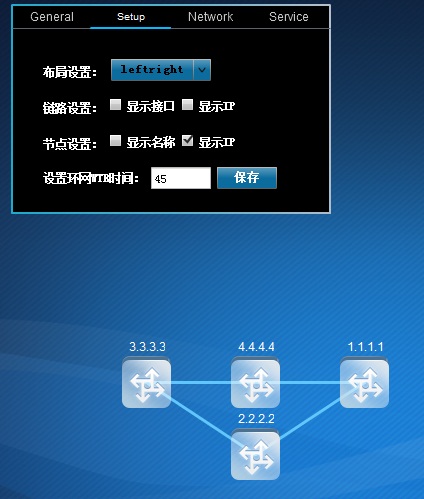 General Setup Network Service
布局设置： leftright
链路设置： 显示接口 显示IP
节点设置： 显示名称 显示IP
设置环网WTR时间： 45 保存
3.3.3.3 4.4.4.4 1.1.1.1
2.2.2.2